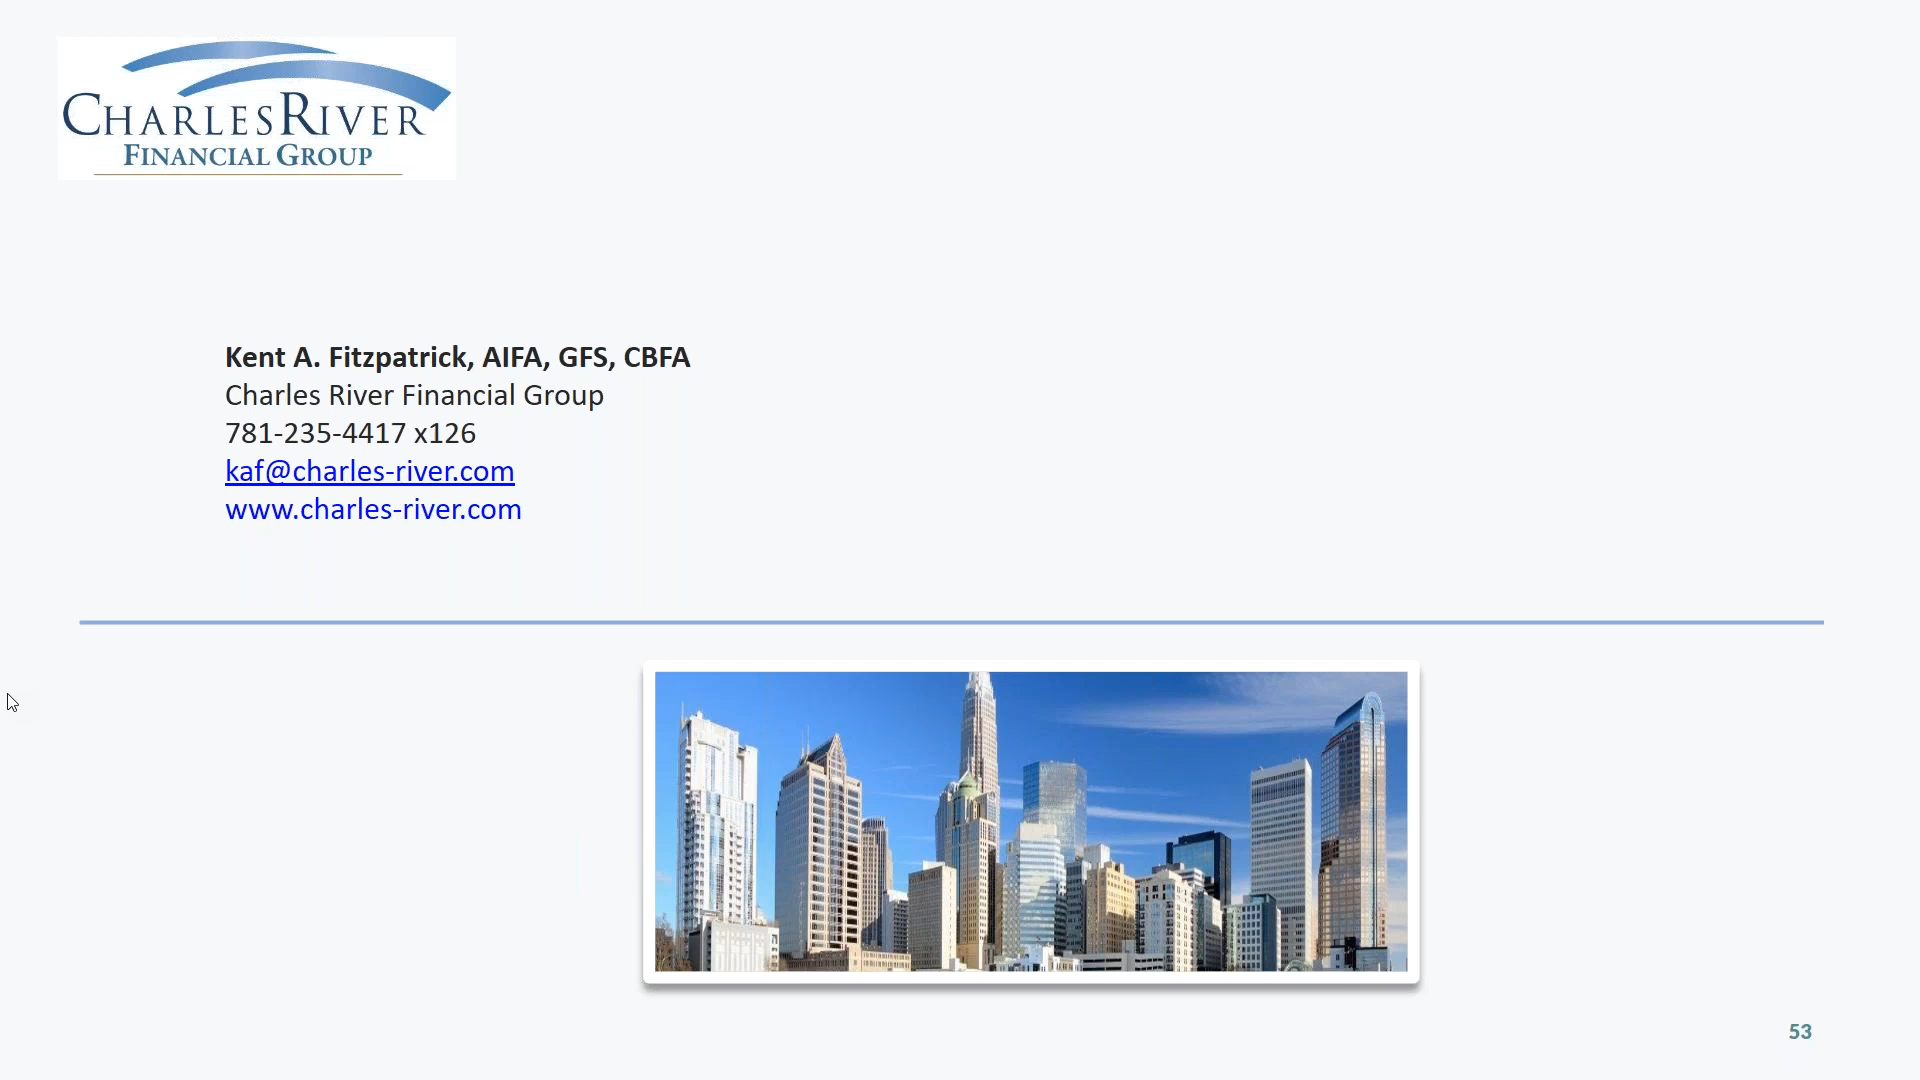 CHARLESRIVER
FINANCIAL GROUP
Kent A. Fitzpatrick, AIFA, GFS, CBFA
Charles River Financial Group
781-235-4417 x126
kaf@charles-river.com
www.charles-river.com
53